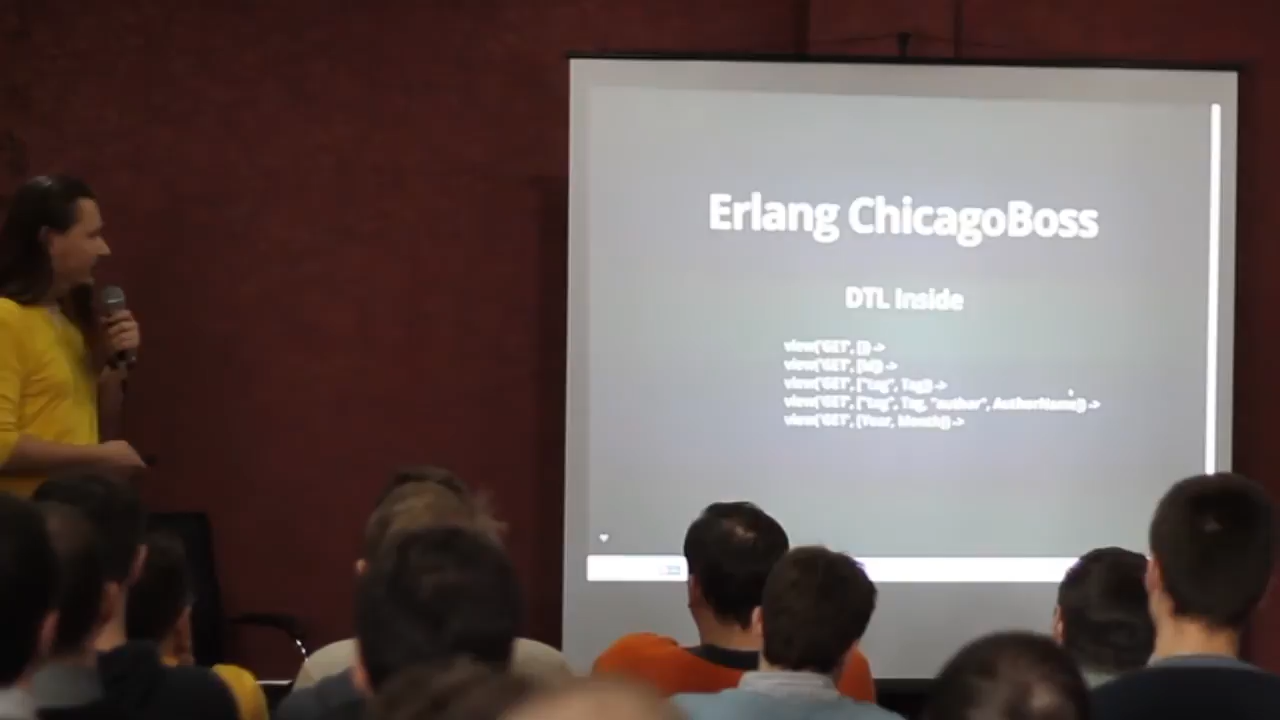 Erlang ChicagoBoss
DTL Inside
view('GET', []) ->
view('GET', [Id]) ->
view('GET', ["tag", Tag]) ->
view('GET', ["tag", Tag, "author", AuthorName]) ->
view('GET', [Year, Month]) ->